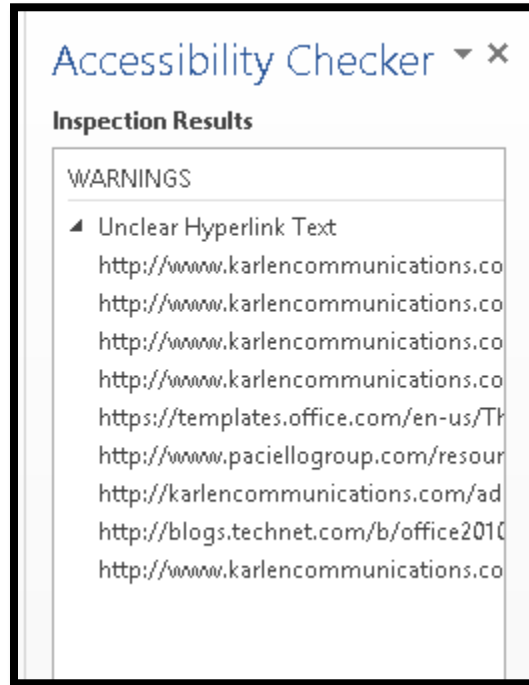 Accessibility Checker
Inspection Results
WARNINGS
Unclear Hyperlink Text
http://www.karlencommunications.co
http://www.karlencommunications.co
http://www.karlencommunications.co
http://www.karlencommunications.co
https://templates.office.com/en-us/Th
http://www.paciellogroup.com/resour
http://karlencommunications.com/ad
http://blogs.technet.com/b/office2010
http://www.karlencommunications.co